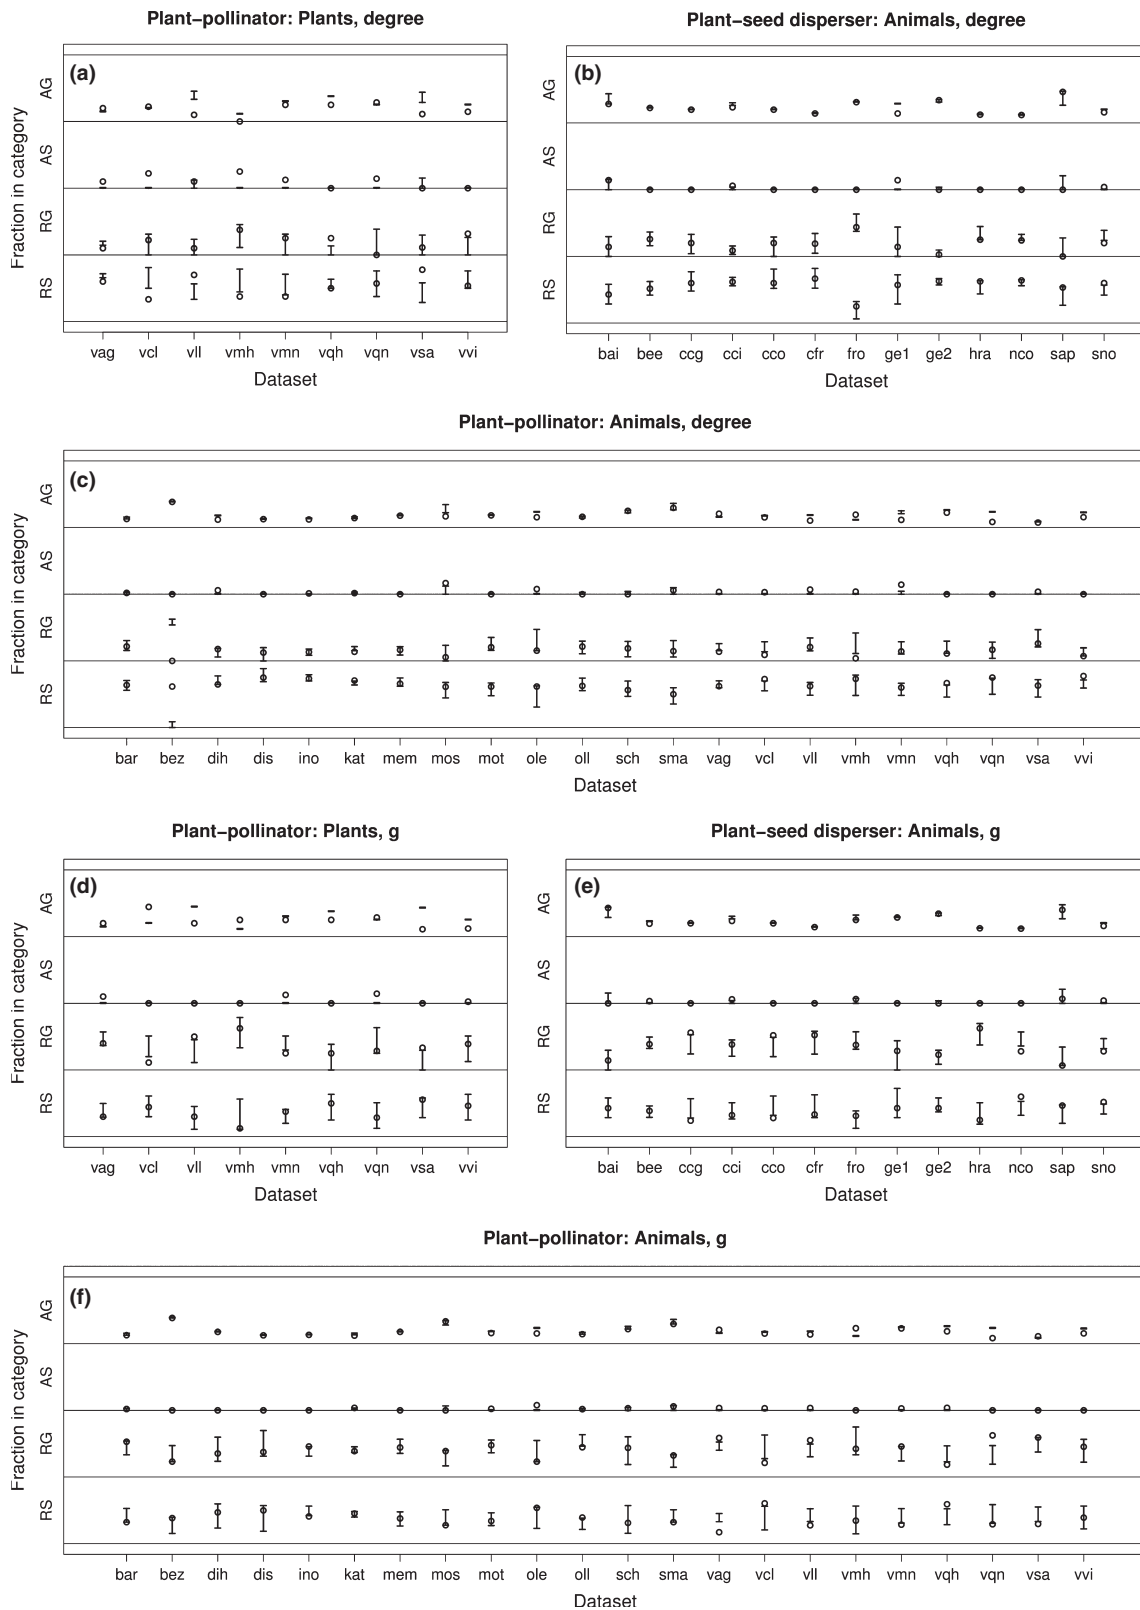 Plant−pollinator: Plants, degree
(a)
Fraction in category
AG
AS
RG
RS
vag vcl vll vmh vmn vqh vqn vsa vvi
Dataset
Plant−seed disperser: Animals, degree
(b)
AG
AS
RG
RS
bai bee ccg cci cco cfr fro ge1 ge2 hra nco sap sno
Dataset
Plant−pollinator: Animals, degree
(c)
Fraction in category
AG
AS
RG
RS
bar bez dih dis ino kat mem mos mot ole oll sch sma vag vcl vll vmh vmn vqh vqn vsa vvi
Dataset
Plant−pollinator: Plants, g
(d)
Fraction in category
AG
AS
RG
RS
vag vcl vll vmh vmn vqh vqn vsa vvi
Dataset
Plant−seed disperser: Animals, g
(e)
AG
AS
RG
RS
bai bee ccg cci cco cfr fro ge1 ge2 hra nco sap sno
Dataset
Plant−pollinator: Animals, g
(f)
Fraction in category
AG
AS
RG
RS
bar bez dih dis ino kat mem mos mot ole oll sch sma vag vcl vll vmh vmn vqh vqn vsa vvi
Dataset